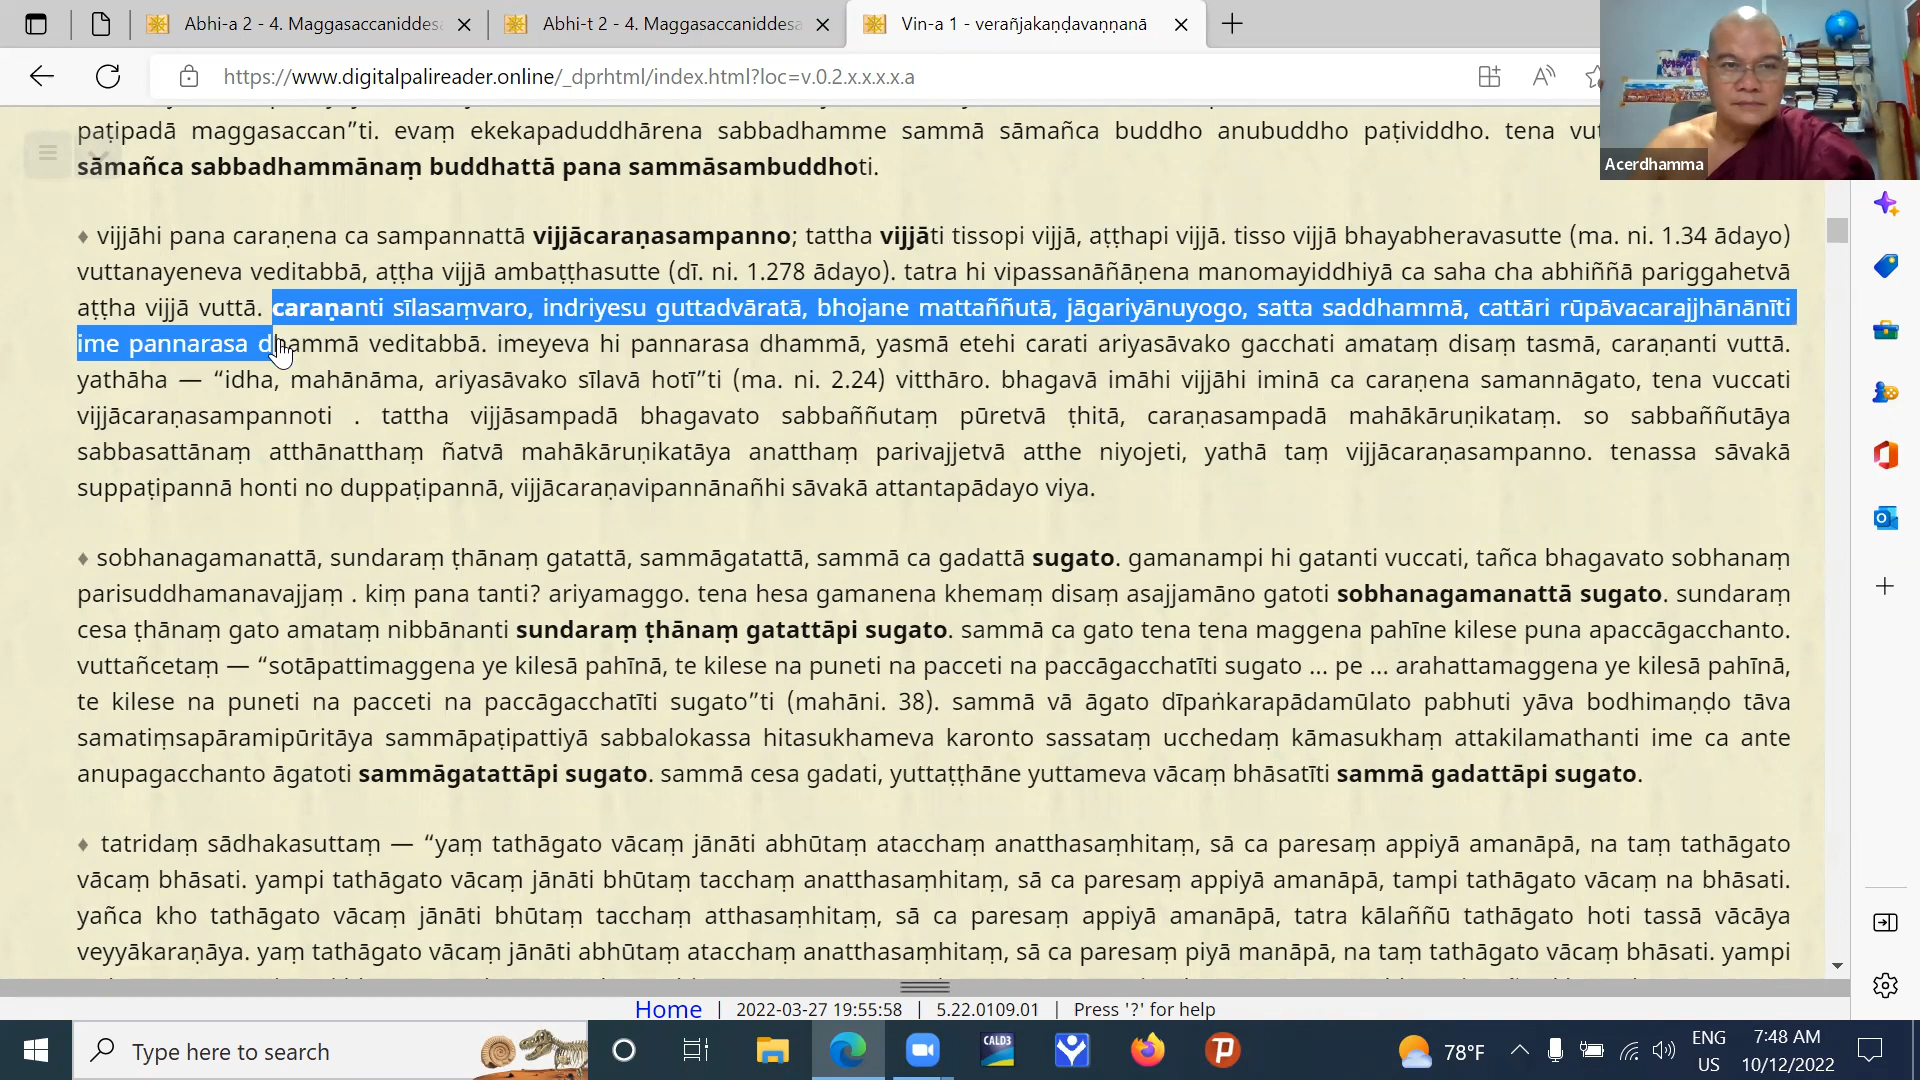 Abhi-a 2 - 4. Maggasaccaniddesa
Abhi-t 2 - 4. Maggasaccaniddesa
Vin-a 1 - verañjakaṇḍavaṇṇanā
https://www.digitalpalireader.online/_dprhtml/index.html?loc=v.0.2.x.x.x.x.a
Acerdhamma
paṭipadā maggasaccan”ti. evaṃ ekekapaduddhārena sabbadhamme sammā sāmañca buddho anubuddho paṭividdho. tena
sāmañca sabbadhammānaṃ buddhattā pana sammāsambuddhoti.
♦ vijjāhi pana caraṇena ca sampannattā vijjācaraṇasampanno; tattha vijjāti tissopi vijjā, aṭṭhapi vijjā. tisso vijjā bhayabheravasutte (ma. ni. 1.34 ādayo)
vuttanayeneva veditabbā, aṭṭha vijjā ambaṭṭhasutte (dī. ni. 1.278 ādayo). tatra hi vipassanāñāṇena manomayiddhiyā ca saha cha abhiññā pariggahetvā
aṭṭha vijjā vuttā. caraṇanti sīlasaṃvaro, indriyesu guttadvāratā, bhojane mattaññutā, jāgariyānuyogo, satta saddhammā, cattāri rūpāvacarajjhānānīti
ime pannarasa dhammā veditabbā. imeyeva hi pannarasa dhammā, yasmā etehi carati ariyasāvako gacchati amataṃ disaṃ tasmā, caraṇanti vuttā.
yathāha — “idha, mahānāma, ariyasāvako sīlavā hotī”ti (ma. ni. 2.24) vitthāro. bhagavā imāhi vijjāhi iminā ca caraṇena samannāgato, tena vuccati
vijjācaraṇasampannoti . tattha vijjāsampadā bhagavato sabbaññutaṃ pūretvā ṭhitā, caraṇasampadā mahākāruṇikataṃ. so sabbaññutāya
sabbasattānaṃ atthānatthaṃ ñatvā mahākāruṇikatāya anatthaṃ parivajjetvā atthe niyojeti, yathā taṃ vijjācaraṇasampanno. tenassa sāvakā
suppaṭipannā honti no duppaṭipannā, vijjācaraṇavipannānañhi sāvakā attantapādayo viya.
♦ sobhanagamanattā, sundaraṃ ṭhānaṃ gatattā, sammāgatattā, sammā ca gadattā sugato. gamanampi hi gatanti vuccati, tañca bhagavato sobhanaṃ
parisuddhamanavajjaṃ . kiṃ pana tanti? ariyamaggo. tena hesa gamanena khemaṃ disaṃ asajjamāno gatoti sobhanagamanattā sugato. sundaraṃ
cesa ṭhānaṃ gato amataṃ nibbānanti sundaraṃ ṭhānaṃ gatattāpi sugato. sammā ca gato tena tena maggena pahīne kilese puna apaccāgacchanto.
vuttañcetaṃ — “sotāpattimaggena ye kilesā pahīnā, te kilese na puneti na pacceti na paccāgacchatīti sugato ... pe ... arahattamaggena ye kilesā pahīnā,
te kilese na puneti na pacceti na paccāgacchatīti sugato”ti (mahāni. 38). sammā vā āgato dīpaṅkarapādamūlato pabhuti yāva bodhimaṇḍo tāva
samatiṃsapāramipūritāya sammāpaṭipattiyā sabbalokassa hitasukhameva karonto sassataṃ ucchedaṃ kāmasukhaṃ attakilamathanti ime ca ante
anupagacchanto āgatoti sammāgatattāpi sugato. sammā cesa gadati, yuttaṭṭhāne yuttameva vācaṃ bhāsatīti sammā gadattāpi sugato.
♦ tatridaṃ sādhakasuttaṃ — “yaṃ tathāgato vācaṃ jānāti abhūtaṃ atacchaṃ anatthasaṃhitaṃ, sā ca paresaṃ appiyā amanāpā, na taṃ tathāgato
vācaṃ bhāsati. yampi tathāgato vācaṃ jānāti bhūtaṃ tacchaṃ anatthasaṃhitaṃ, sā ca paresaṃ appiyā amanāpā, tampi tathāgato vācaṃ na bhāsati.
yañca kho tathāgato vācaṃ jānāti bhūtaṃ tacchaṃ atthasaṃhitaṃ, sā ca paresaṃ appiyā amanāpā, tatra kālaññū tathāgato hoti tassā vācāya
veyyākaraṇāya. yaṃ tathāgato vācaṃ jānāti abhūtaṃ atacchaṃ anatthasaṃhitaṃ, sā ca paresaṃ piyā manāpā, na taṃ tathāgato vācaṃ bhāsati. yampi
Home | 2022-03-27 19:55:58 | 5.22.0109.01 | Press '?' for help
Type here to search
CALD3
78°F
ENG
US
7:48 AM
10/12/2022